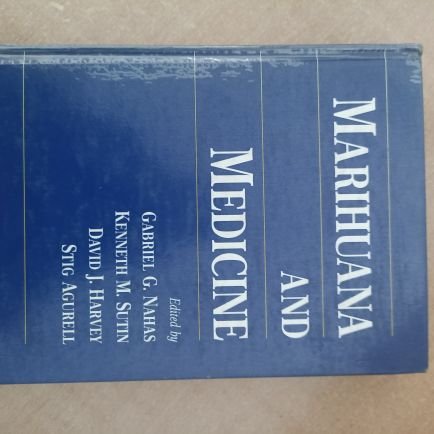 MARIHUANA
AND
MEDICINE
Edited by
GABRIEL G. NAHAS
KENNETH M. SUTIN
DAVID J. HARVEY
STIG AGURELL